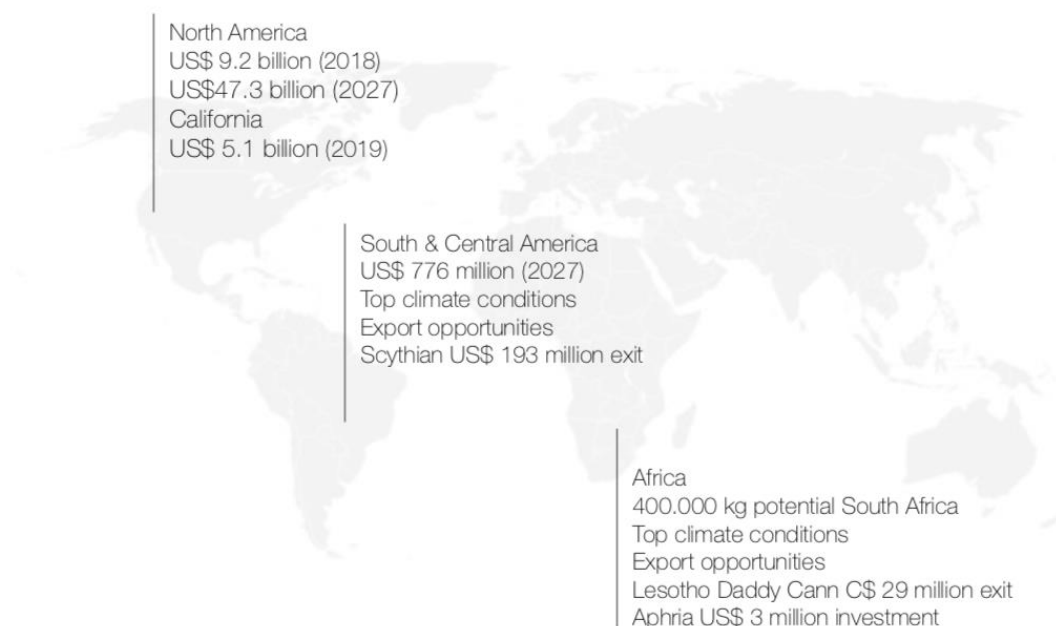 North America
US$ 9.2 billion (2018)
US$47.3 billion (2027)
California
US$ 5.1 billion (2019)
South & Central America
US$ 776 million (2027)
Top climate conditions
Export opportunities
Scythian US$ 193 million exit
Africa
400.000 kg potential South Africa
Top climate conditions
Export opportunities
Lesotho Daddy Cann C$ 29 million exit
Aphria US$ 3 million investment